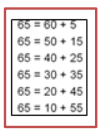 65 = 60 + 5
65 = 50 + 15
65 = 40 + 25
65 = 30 + 35
65 = 20 + 45
65 = 10 + 55